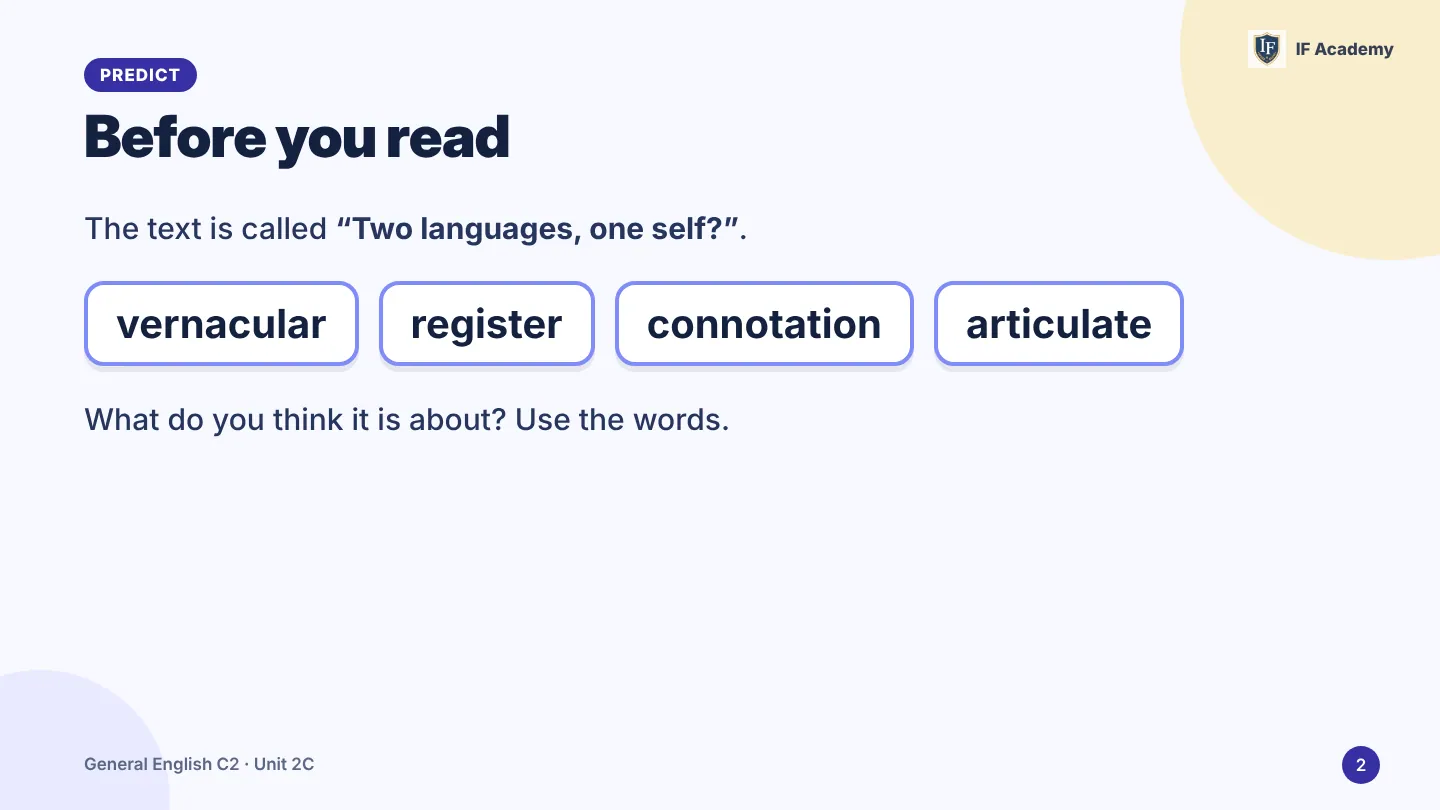 IF Academy
PREDICT
Before you read
The text is called “Two languages, one self?”.
vernacular register connotation articulate
What do you think it is about? Use the words.
General English C2 · Unit 2C
2